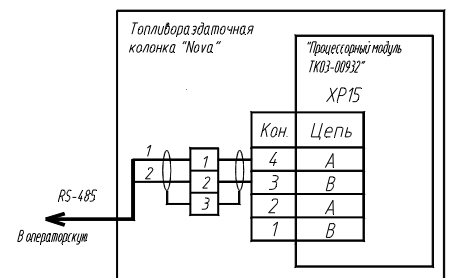 Топливораздаточная
колонка "Nova"
"Процессорный модуль
ТК03-00932"
XP15
Кон. Цепь
1 1 4 A
2 2 3 B
3 2 A
1 B
RS-485
В операторскую